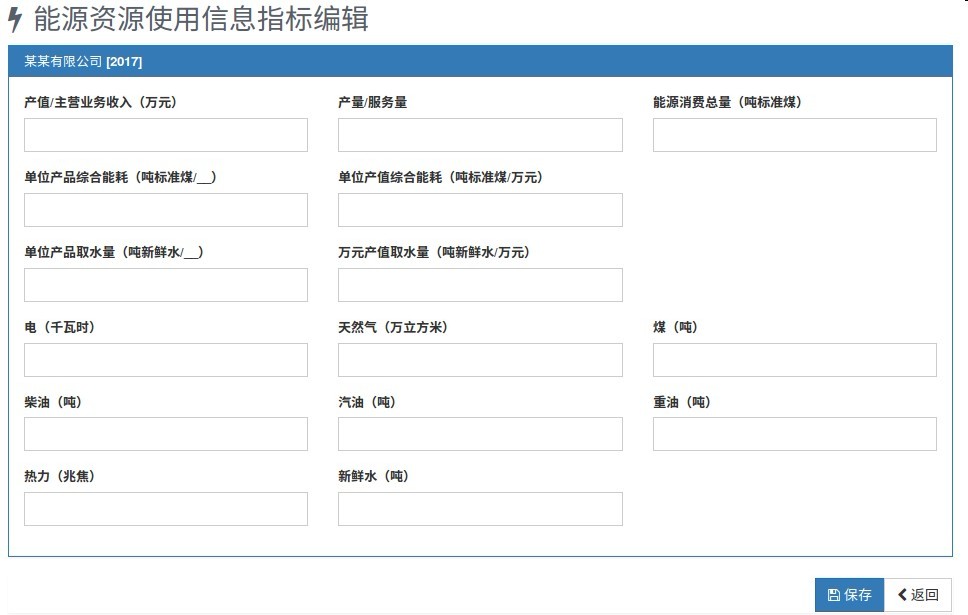 能源资源使用信息指标编辑
某某有限公司 [2017]
产值/主营业务收入（万元）
产量/服务量
能源消费总量（吨标准煤）
单位产品综合能耗（吨标准煤/__）
单位产值综合能耗（吨标准煤/万元）
单位产品取水量（吨新鲜水/__）
万元产值取水量（吨新鲜水/万元）
电（千瓦时）
天然气（万立方米）
煤（吨）
柴油（吨）
汽油（吨）
重油（吨）
热力（兆焦）
新鲜水（吨）
保存
返回